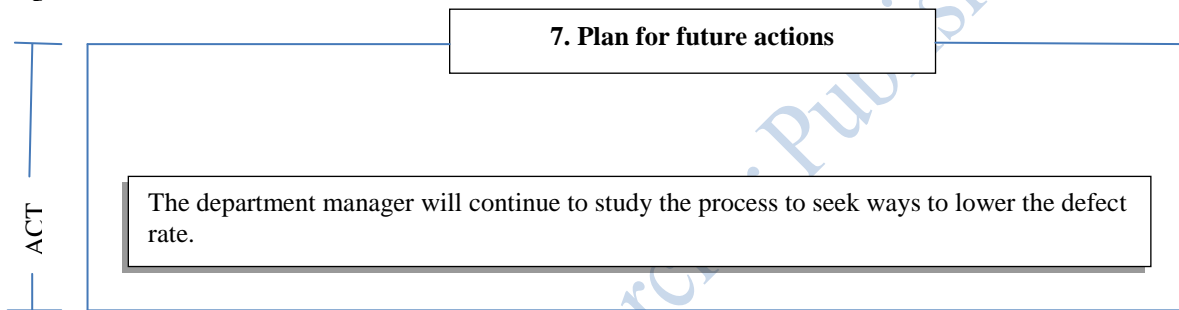 7. Plan for future actions
ACT
The department manager will continue to study the process to seek ways to lower the defect
rate.